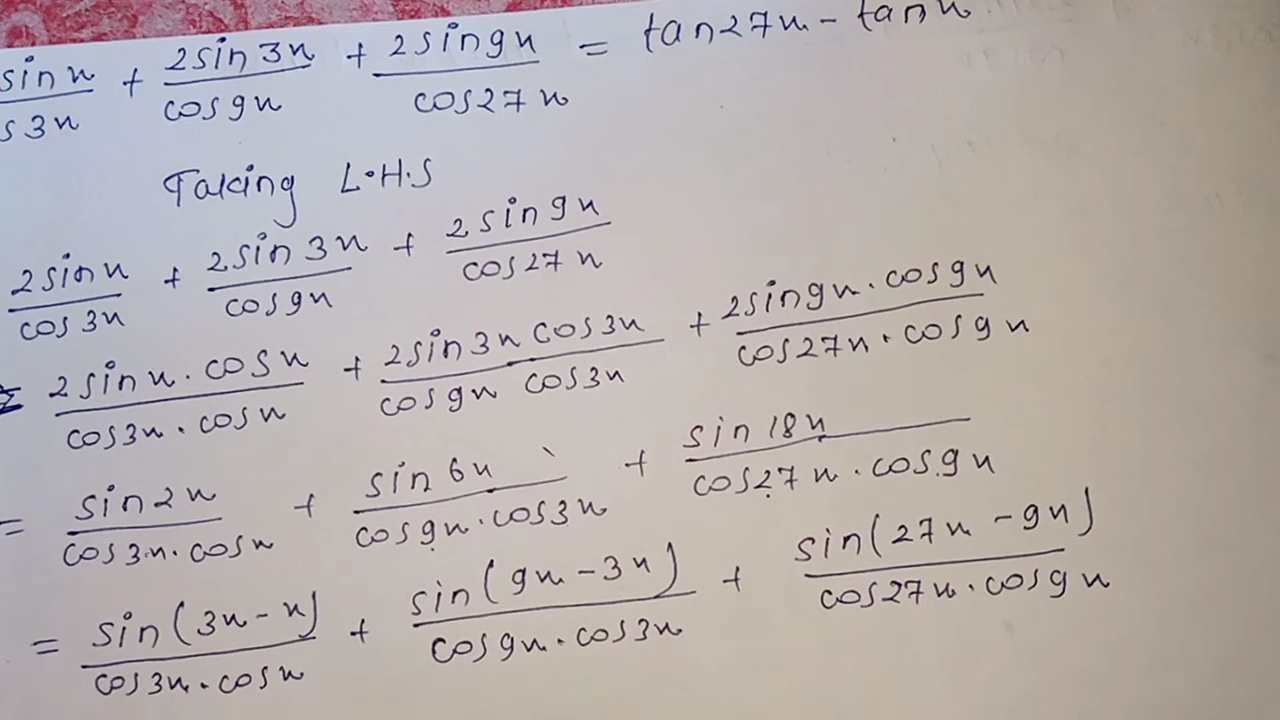 sin x/s 3x + 2sin 3x/cos 9x + 2sin 9x/cos 27x = tan 27x - tan x
Taking L.H.S
2sin x/cos 3x + 2sin 3x/cos 9x + 2sin 9x/cos 27x
= 2sin x . cos x/cos 3x . cos x + 2sin 3x cos 3x/cos 9x cos 3x + 2sin 9x . cos 9x/cos 27x . cos 9x
= sin 2x/cos 3x . cos x + sin 6x/cos 9x . cos 3x + sin 18x/cos 27x . cos 9x
= sin(3x - x)/cos 3x . cos x + sin(9x - 3x)/cos 9x . cos 3x + sin(27x - 9x)/cos 27x . cos 9x